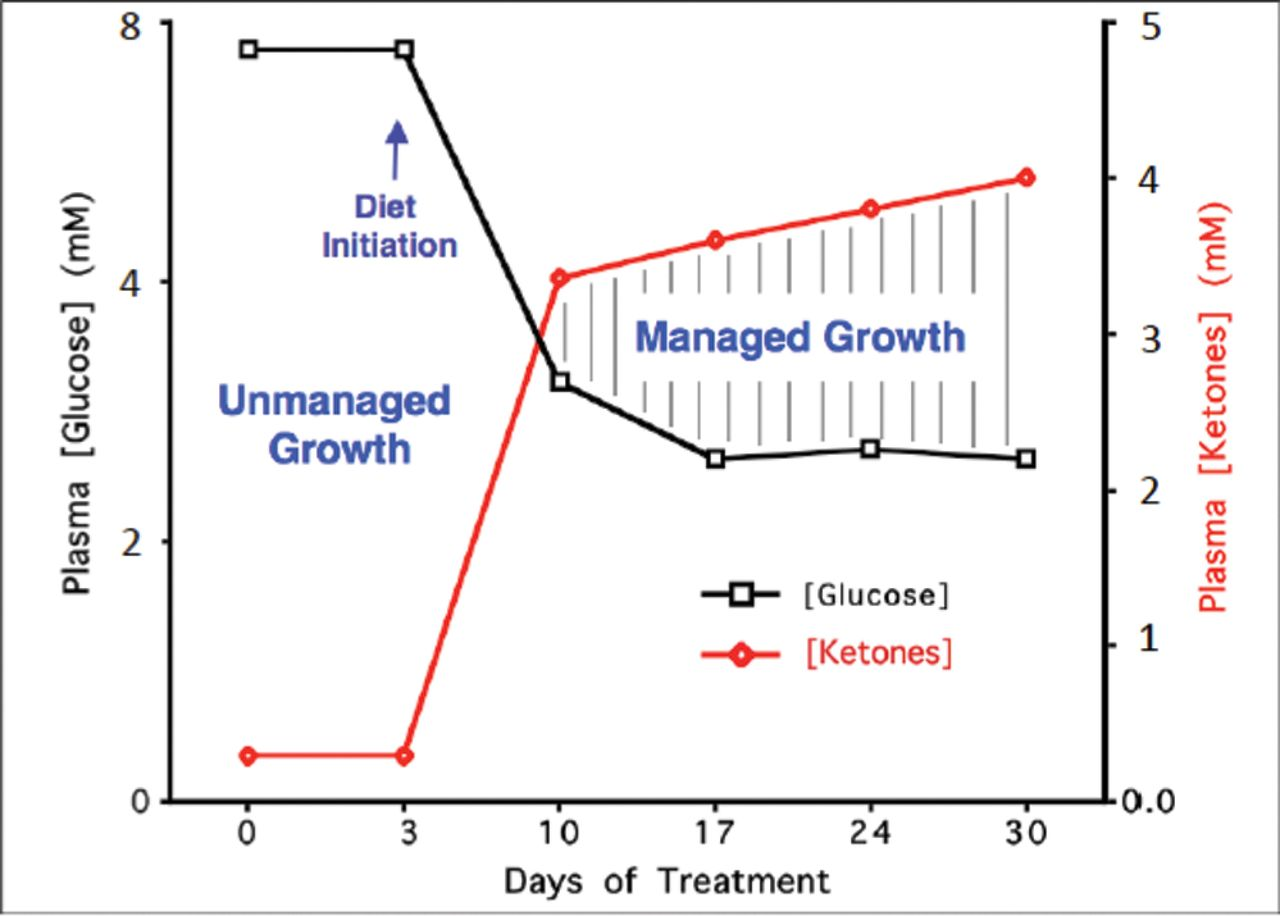 8
4
2
0
Plasma [Glucose] (mM)
5
4
3
2
1
0.0
Plasma [Ketones] (mM)
Diet
Initiation
Unmanaged
Growth
Managed Growth
[Glucose]
[Ketones]
0 3 10 17 24 30
Days of Treatment